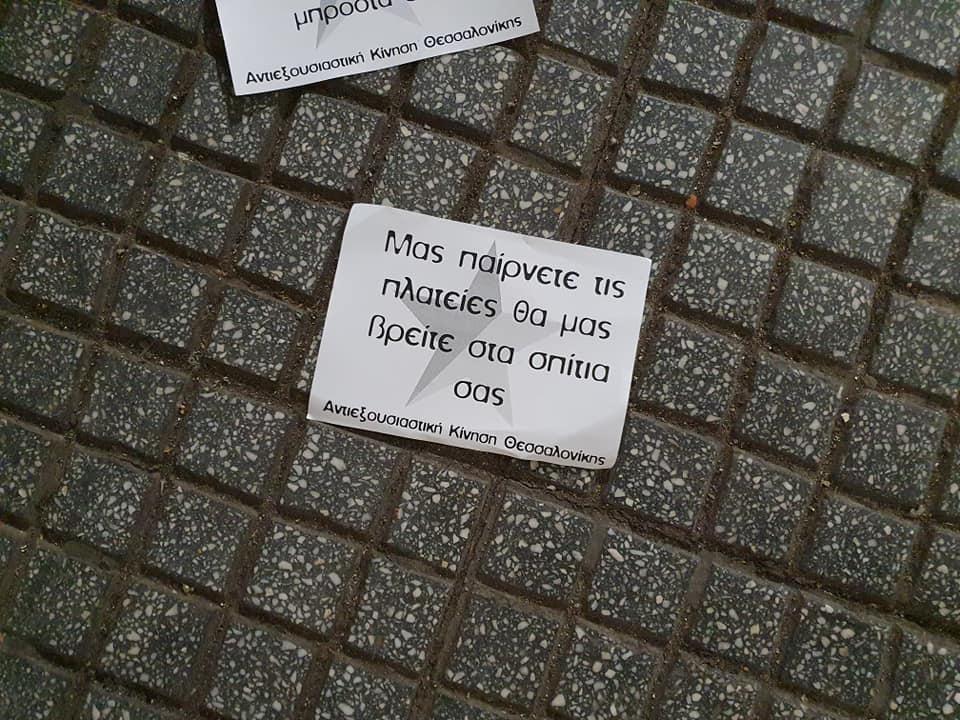 μπροστά
Αντιεξουσιαστική Κίνηση Θεσσαλονίκης
Μας παίρνετε τις
πλατείες θα μας
βρείτε στα σπίτια
σας
Αντιεξουσιαστική Κίνηση Θεσσαλονίκης